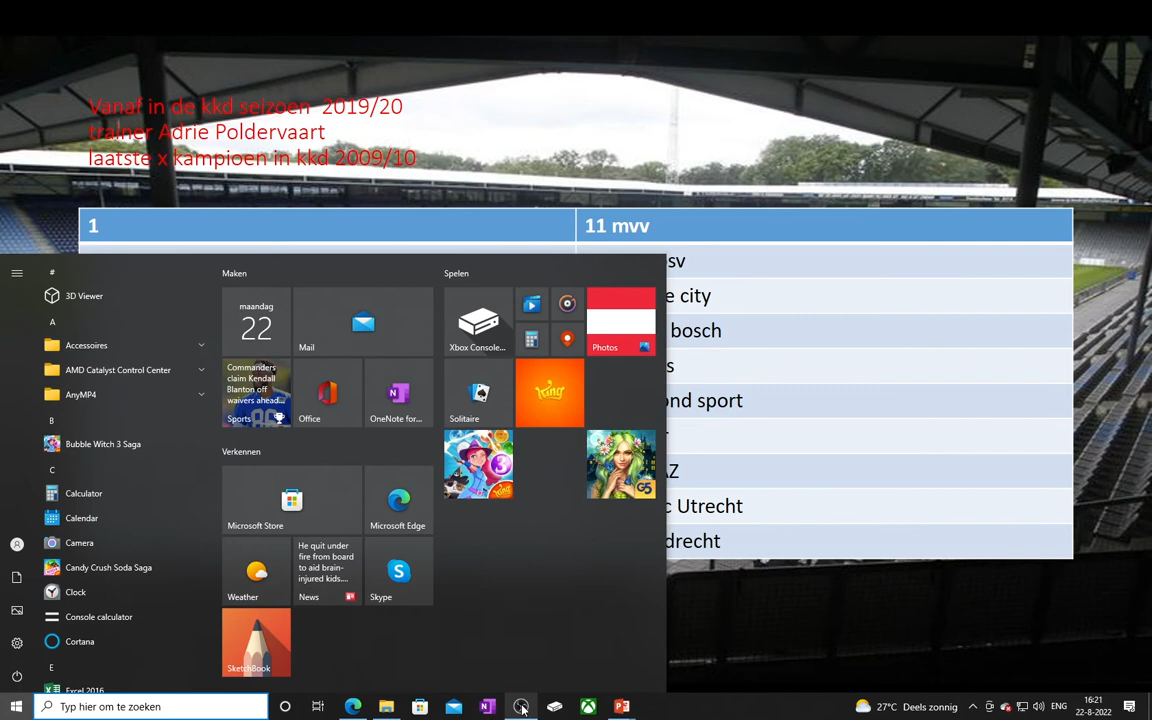 Vanaf in de kkd seizoen 2019/20
trainer Adrie Poldervaart
laatste x kampioen in kkd 2009/10
1
11 mvv
sv
e city
bosch
s
ond sport
AZ
c Utrecht
drecht
#
3D Viewer
A
Accessoires
AMD Catalyst Control Center
AnyMP4
B
Bubble Witch 3 Saga
C
Calculator
Calendar
Camera
Candy Crush Soda Saga
Clock
Console calculator
Cortana
E
Excel 2016
Maken
maandag
22
Mail
Commanders
claim Kendall
Blanton off
waivers ahead...
Sports
Office
OneNote for...
Verkennen
Microsoft Store
Microsoft Edge
Weather
He quit under
fire from board
to aid brain-
injured kids....
News
Skype
SketchBook
Spelen
Xbox Console...
Photos
Solitaire
King
3
King
G5
Typ hier om te zoeken
27°C Deels zonnig
ENG
16:21
22-8-2022